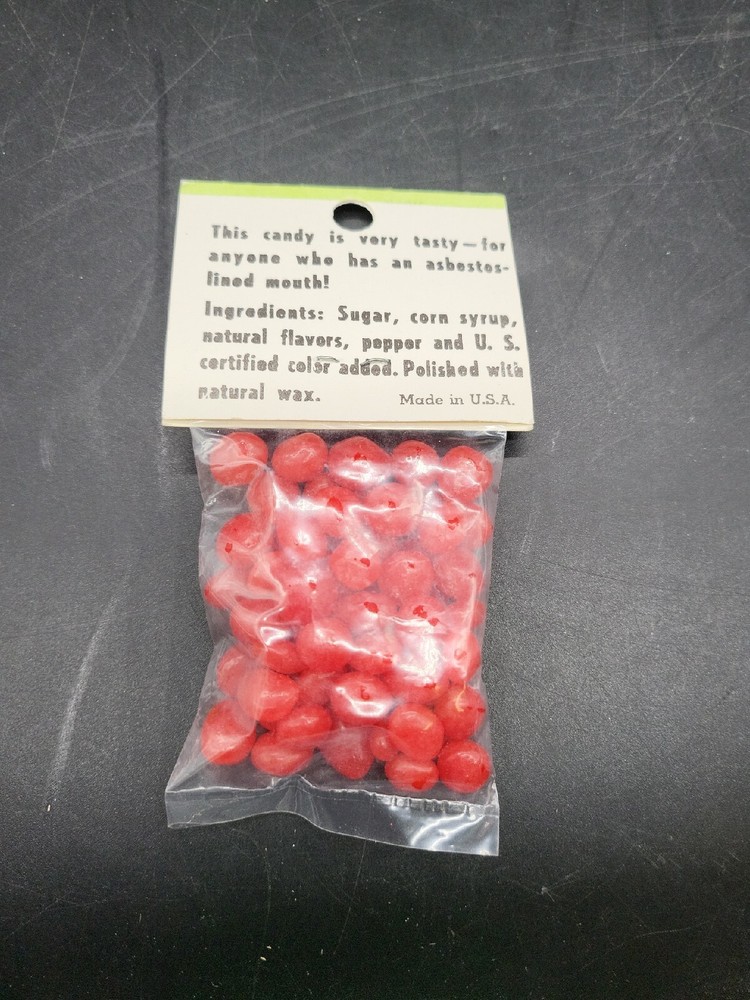 This candy is very tasty—for
anyone who has an asbestos-
lined mouth!
Ingredients: Sugar, corn syrup,
natural flavors, pepper and U. S.
certified color added. Polished with
natural wax.
Made in U.S.A.